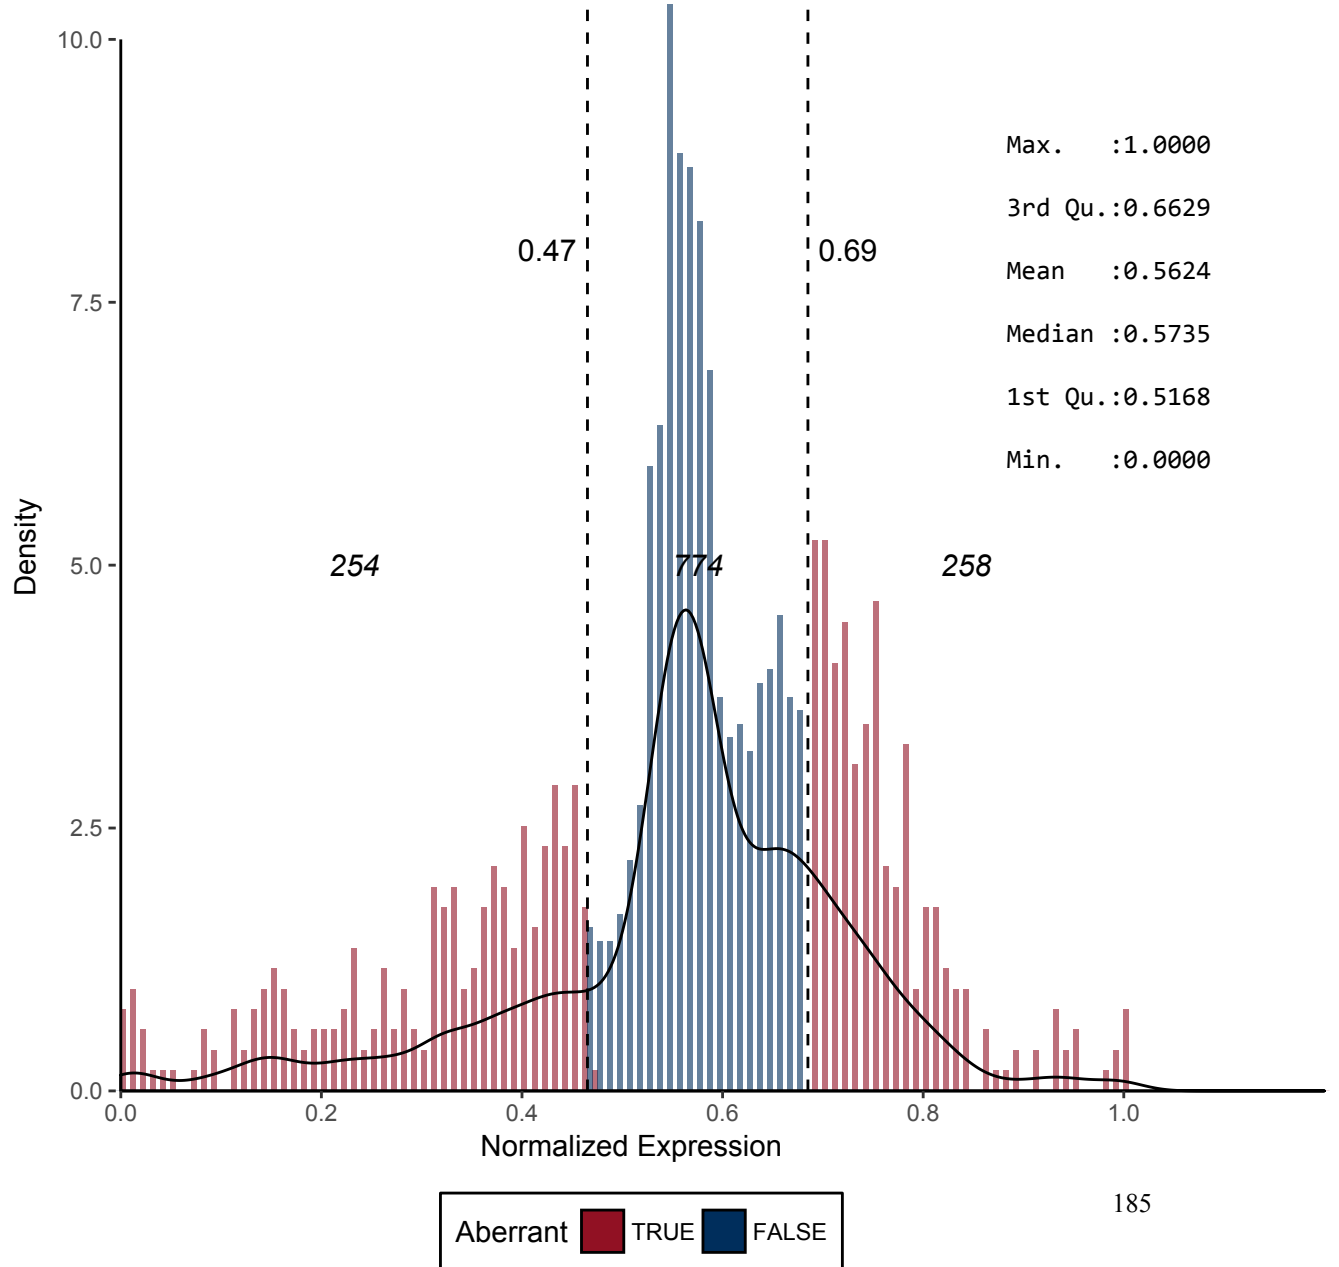 10.0
Max. :1.0000
3rd Qu.:0.6629
0.47
0.69
Mean :0.5624
7.5
Median :0.5735
1st Qu.:0.5168
Min. :0.0000
Density
5.0
254
774
258
2.5
0.0
0.0 0.2 0.4 0.6 0.8 1.0
Normalized Expression
185
Aberrant TRUE FALSE